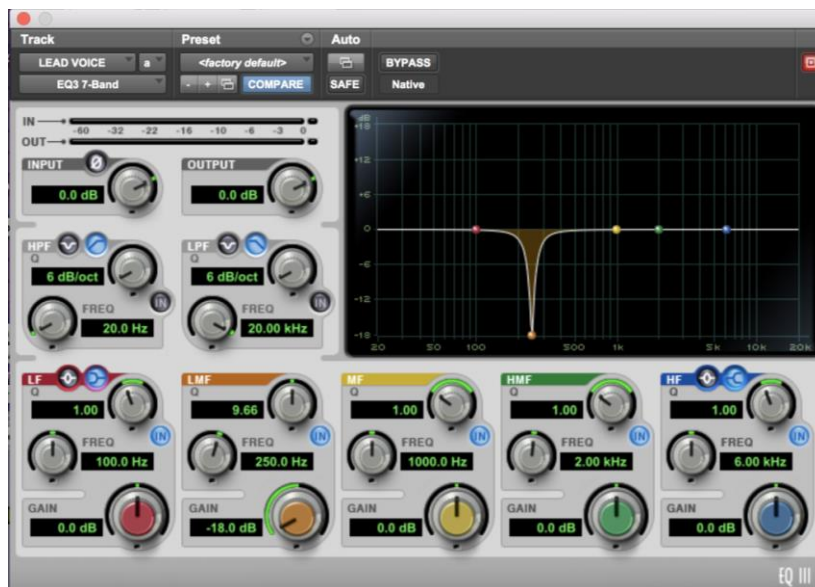 Track Preset Auto
LEAD VOICE a <factory default> BYPASS
EQ3 7-Band - + COMPARE SAFE Native
IN
-60 -32 -22 -16 -10 -6 -3 0
OUT
INPUT Ø OUTPUT
0.0 dB 0.0 dB
HPF LPF
Q Q
6 dB/oct 6 dB/oct
IN IN
FREQ FREQ
20.0 Hz 20.00 kHz
dB
+18
+12
+6
0
-6
-12
-18
20 50 100 500 1k 5k 10k 20k
LF LMF MF HMF HF
Q Q Q Q Q
1.00 9.66 1.00 1.00 1.00
IN IN IN IN IN
FREQ FREQ FREQ FREQ FREQ
100.0 Hz 250.0 Hz 1000.0 Hz 2.00 kHz 6.00 kHz
GAIN GAIN GAIN GAIN GAIN
0.0 dB -18.0 dB 0.0 dB 0.0 dB 0.0 dB
EQ III